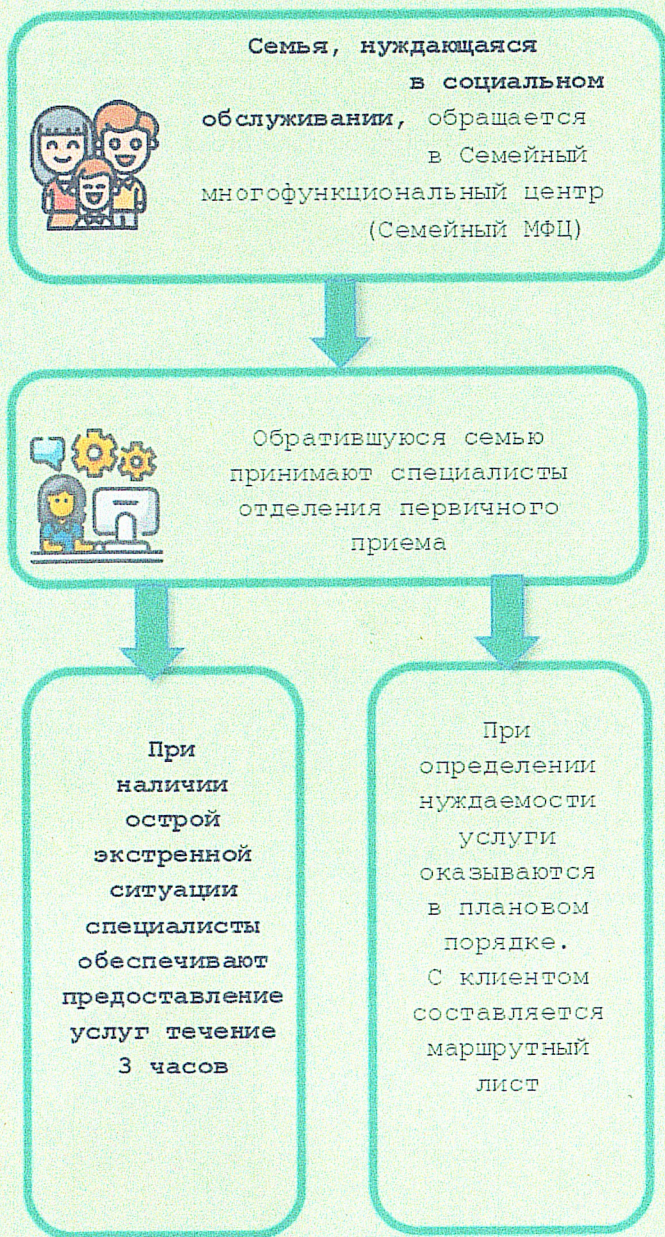 Семья, нуждающаяся
в социальном
обслуживании, обращается
в Семейный
многофункциональный центр
(Семейный МФЦ)
Обратившуюся семью
принимают специалисты
отделения первичного
приема
При
наличии
острой
экстренной
ситуации
специалисты
обеспечивают
предоставление
услуг течение
3 часов
При
определении
нуждаемости
услуги
оказываются
в плановом
порядке.
С клиентом
составляется
маршрутный
лист